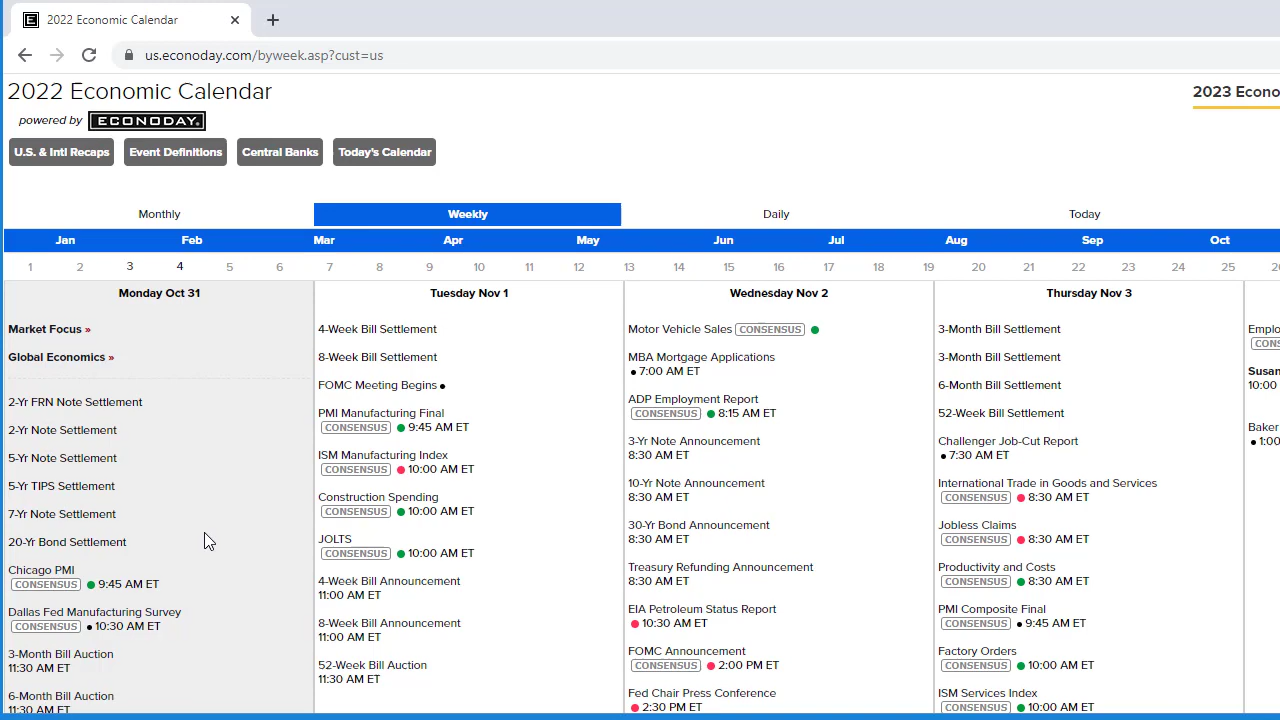 2022 Economic Calendar
us.econoday.com/byweek.asp?cust=us
2022 Economic Calendar
2023 Econo
powered by ECONODAY
U.S. & Intl Recaps Event Definitions Central Banks Today's Calendar
Monthly Weekly Daily Today
Jan Feb Mar Apr May Jun Jul Aug Sep Oct
1 2 3 4 5 6 7 8 9 10 11 12 13 14 15 16 17 18 19 20 21 22 23 24 25
Monday Oct 31
Market Focus »
Global Economics »
2-Yr FRN Note Settlement
2-Yr Note Settlement
5-Yr Note Settlement
5-Yr TIPS Settlement
7-Yr Note Settlement
20-Yr Bond Settlement
Chicago PMI
CONSENSUS 9:45 AM ET
Dallas Fed Manufacturing Survey
CONSENSUS 10:30 AM ET
3-Month Bill Auction
11:30 AM ET
6-Month Bill Auction
11:30 AM ET
Tuesday Nov 1
4-Week Bill Settlement
8-Week Bill Settlement
FOMC Meeting Begins
PMI Manufacturing Final
CONSENSUS 9:45 AM ET
ISM Manufacturing Index
CONSENSUS 10:00 AM ET
Construction Spending
CONSENSUS 10:00 AM ET
JOLTS
CONSENSUS 10:00 AM ET
4-Week Bill Announcement
11:00 AM ET
8-Week Bill Announcement
11:00 AM ET
52-Week Bill Auction
11:30 AM ET
Wednesday Nov 2
Motor Vehicle Sales CONSENSUS
MBA Mortgage Applications
7:00 AM ET
ADP Employment Report
CONSENSUS 8:15 AM ET
3-Yr Note Announcement
8:30 AM ET
10-Yr Note Announcement
8:30 AM ET
30-Yr Bond Announcement
8:30 AM ET
Treasury Refunding Announcement
8:30 AM ET
EIA Petroleum Status Report
10:30 AM ET
FOMC Announcement
CONSENSUS 2:00 PM ET
Fed Chair Press Conference
2:30 PM ET
Thursday Nov 3
3-Month Bill Settlement
3-Month Bill Settlement
6-Month Bill Settlement
52-Week Bill Settlement
Challenger Job-Cut Report
7:30 AM ET
International Trade in Goods and Services
CONSENSUS 8:30 AM ET
Jobless Claims
CONSENSUS 8:30 AM ET
Productivity and Costs
CONSENSUS 8:30 AM ET
PMI Composite Final
CONSENSUS 9:45 AM ET
Factory Orders
CONSENSUS 10:00 AM ET
ISM Services Index
CONSENSUS 10:00 AM ET
Emplo
CONS
Susan
10:00
Baker
1:00